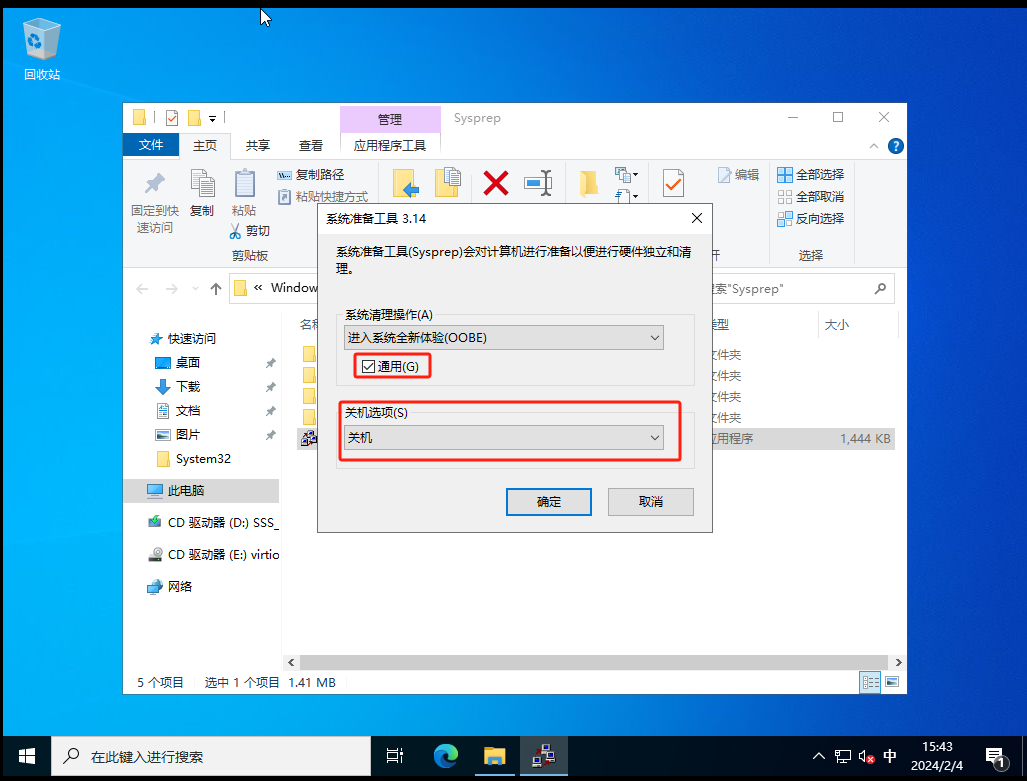 回收站
管理
Sysprep
文件
主页
共享
查看
应用程序工具
固定到快
速访问
复制
粘贴
复制路径
粘贴快捷方式
剪切
剪贴板
编辑
全部选择
全部取消
反向选择
选择
« Window
"Sysprep"
大小
快速访问
桌面
下载
文档
图片
System32
此电脑
CD 驱动器 (D:) SSS_
CD 驱动器 (E:) virtio
网络
文件夹
文件夹
文件夹
文件夹
应用程序
1,444 KB
系统准备工具 3.14
系统准备工具(Sysprep)会对计算机进行准备以便进行硬件独立和清
理。
系统清理操作(A)
进入系统全新体验(OOBE)
通用(G)
关机选项(S)
关机
确定
取消
5 个项目
选中 1 个项目 1.41 MB
在此键入进行搜索
中
15:43
2024/2/4
1